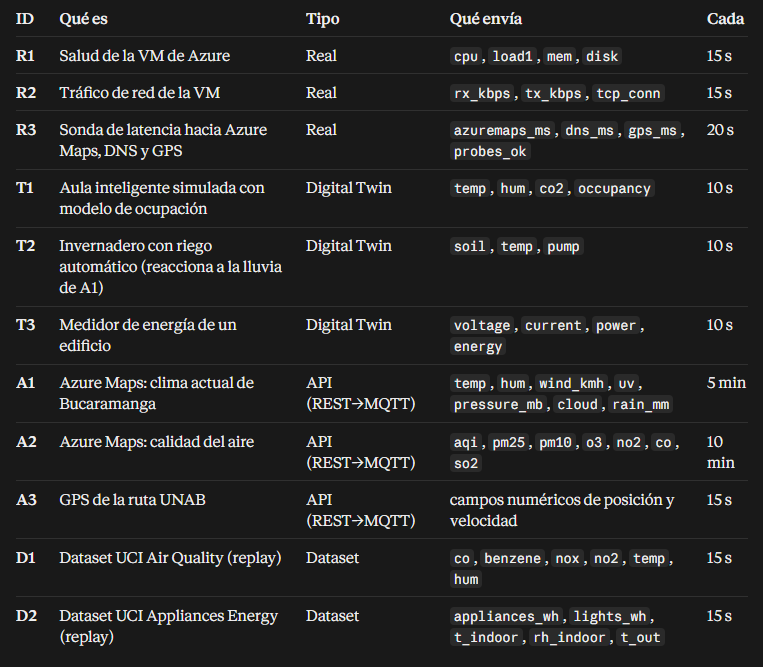 ID Qué es Tipo Qué envía Cada
R1 Salud de la VM de Azure Real cpu, load1, mem, disk 15 s
R2 Tráfico de red de la VM Real rx_kbps, tx_kbps, tcp_conn 15 s
R3 Sonda de latencia hacia Azure Real azuremaps_ms, dns_ms, gps_ms, 20 s
Maps, DNS y GPS probes_ok
T1 Aula inteligente simulada con Digital Twin temp, hum, co2, occupancy 10 s
modelo de ocupación
T2 Invernadero con riego Digital Twin soil, temp, pump 10 s
automático (reacciona a la lluvia
de A1)
T3 Medidor de energía de un Digital Twin voltage, current, power, 10 s
edificio energy
A1 Azure Maps: clima actual de API temp, hum, wind_kmh, uv, 5 min
Bucaramanga (REST→MQTT) pressure_mb, cloud, rain_mm
A2 Azure Maps: calidad del aire API aqi, pm25, pm10, o3, no2, co, 10
(REST→MQTT) so2 min
A3 GPS de la ruta UNAB API campos numéricos de posición y 15 s
(REST→MQTT) velocidad
D1 Dataset UCI Air Quality (replay) Dataset co, benzene, nox, no2, temp, 15 s
hum
D2 Dataset UCI Appliances Energy Dataset appliances_wh, lights_wh, 15 s
(replay) t_indoor, rh_indoor, t_out